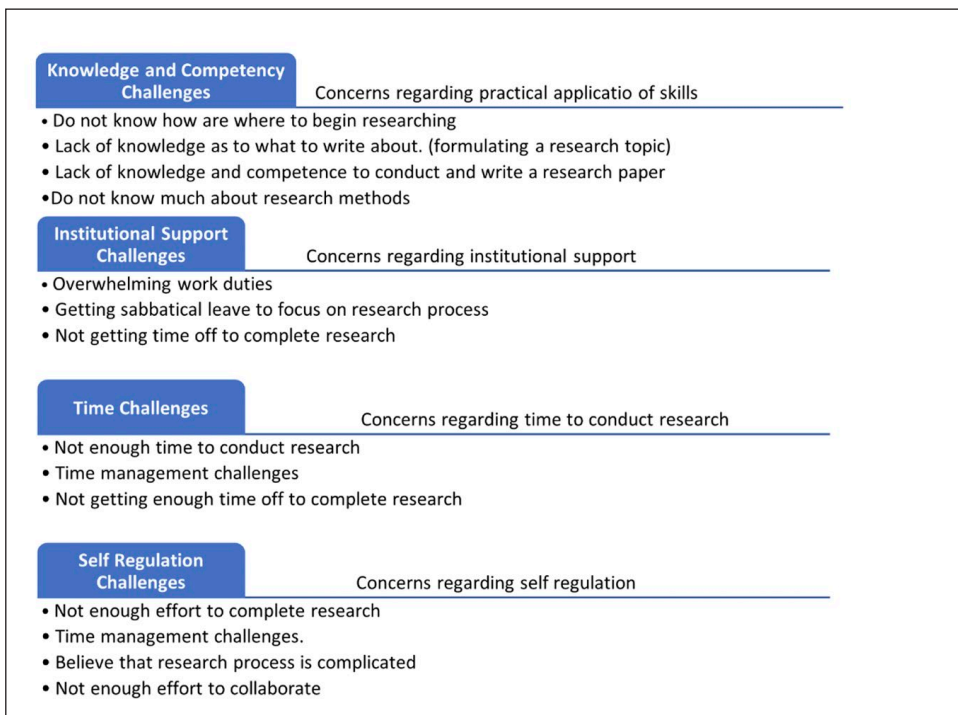 Knowledge and Competency
Challenges
Concerns regarding practical applicatio of skills
• Do not know how are where to begin researching
• Lack of knowledge as to what to write about. (formulating a research topic)
• Lack of knowledge and competence to conduct and write a research paper
•Do not know much about research methods
Institutional Support
Challenges
Concerns regarding institutional support
• Overwhelming work duties
• Getting sabbatical leave to focus on research process
• Not getting time off to complete research
Time Challenges
Concerns regarding time to conduct research
• Not enough time to conduct research
• Time management challenges
• Not getting enough time off to complete research
Self Regulation
Challenges
Concerns regarding self regulation
• Not enough effort to complete research
• Time management challenges.
• Believe that research process is complicated
• Not enough effort to collaborate